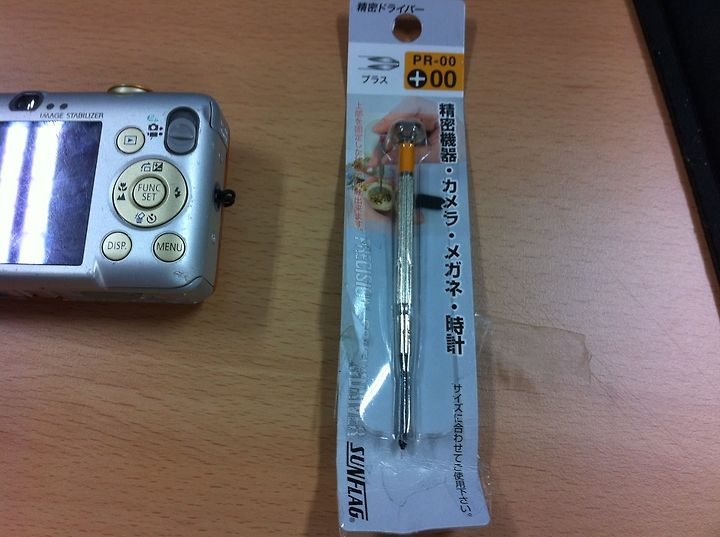 IMAGE STABILIZER
FUNC.
SET
DISP.
MENU
精密ドライバー
PR-00
プラス
+00
精密機器・カメラ・メガネ・時計
サイズに合わせてご使用下さい。
PRECISION
SUNFLAG®